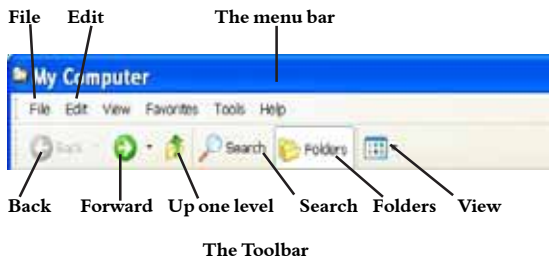 File Edit The menu bar
My Computer
File Edit View Favorites Tools Help
Back Search Folders
Back Forward Up one level Search Folders View
The Toolbar